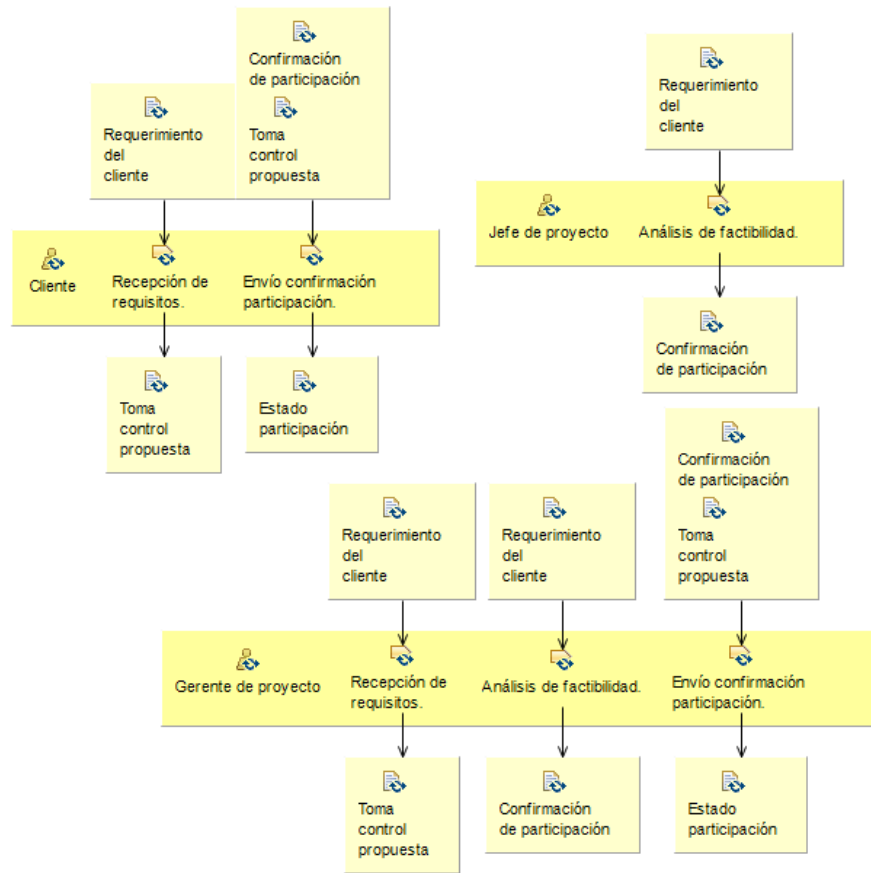 Confirmación
de participación
Requerimiento
del
cliente
Toma
control
propuesta
Cliente
Recepción de
requisitos.
Envío confirmación
participación.
Toma
control
propuesta
Estado
participación
Requerimiento
del
cliente
Jefe de proyecto
Análisis de factibilidad.
Confirmación
de participación
Requerimiento
del
cliente
Requerimiento
del
cliente
Confirmación
de participación
Toma
control
propuesta
Gerente de proyecto
Recepción de
requisitos.
Análisis de factibilidad.
Envío confirmación
participación.
Toma
control
propuesta
Confirmación
de participación
Estado
participación